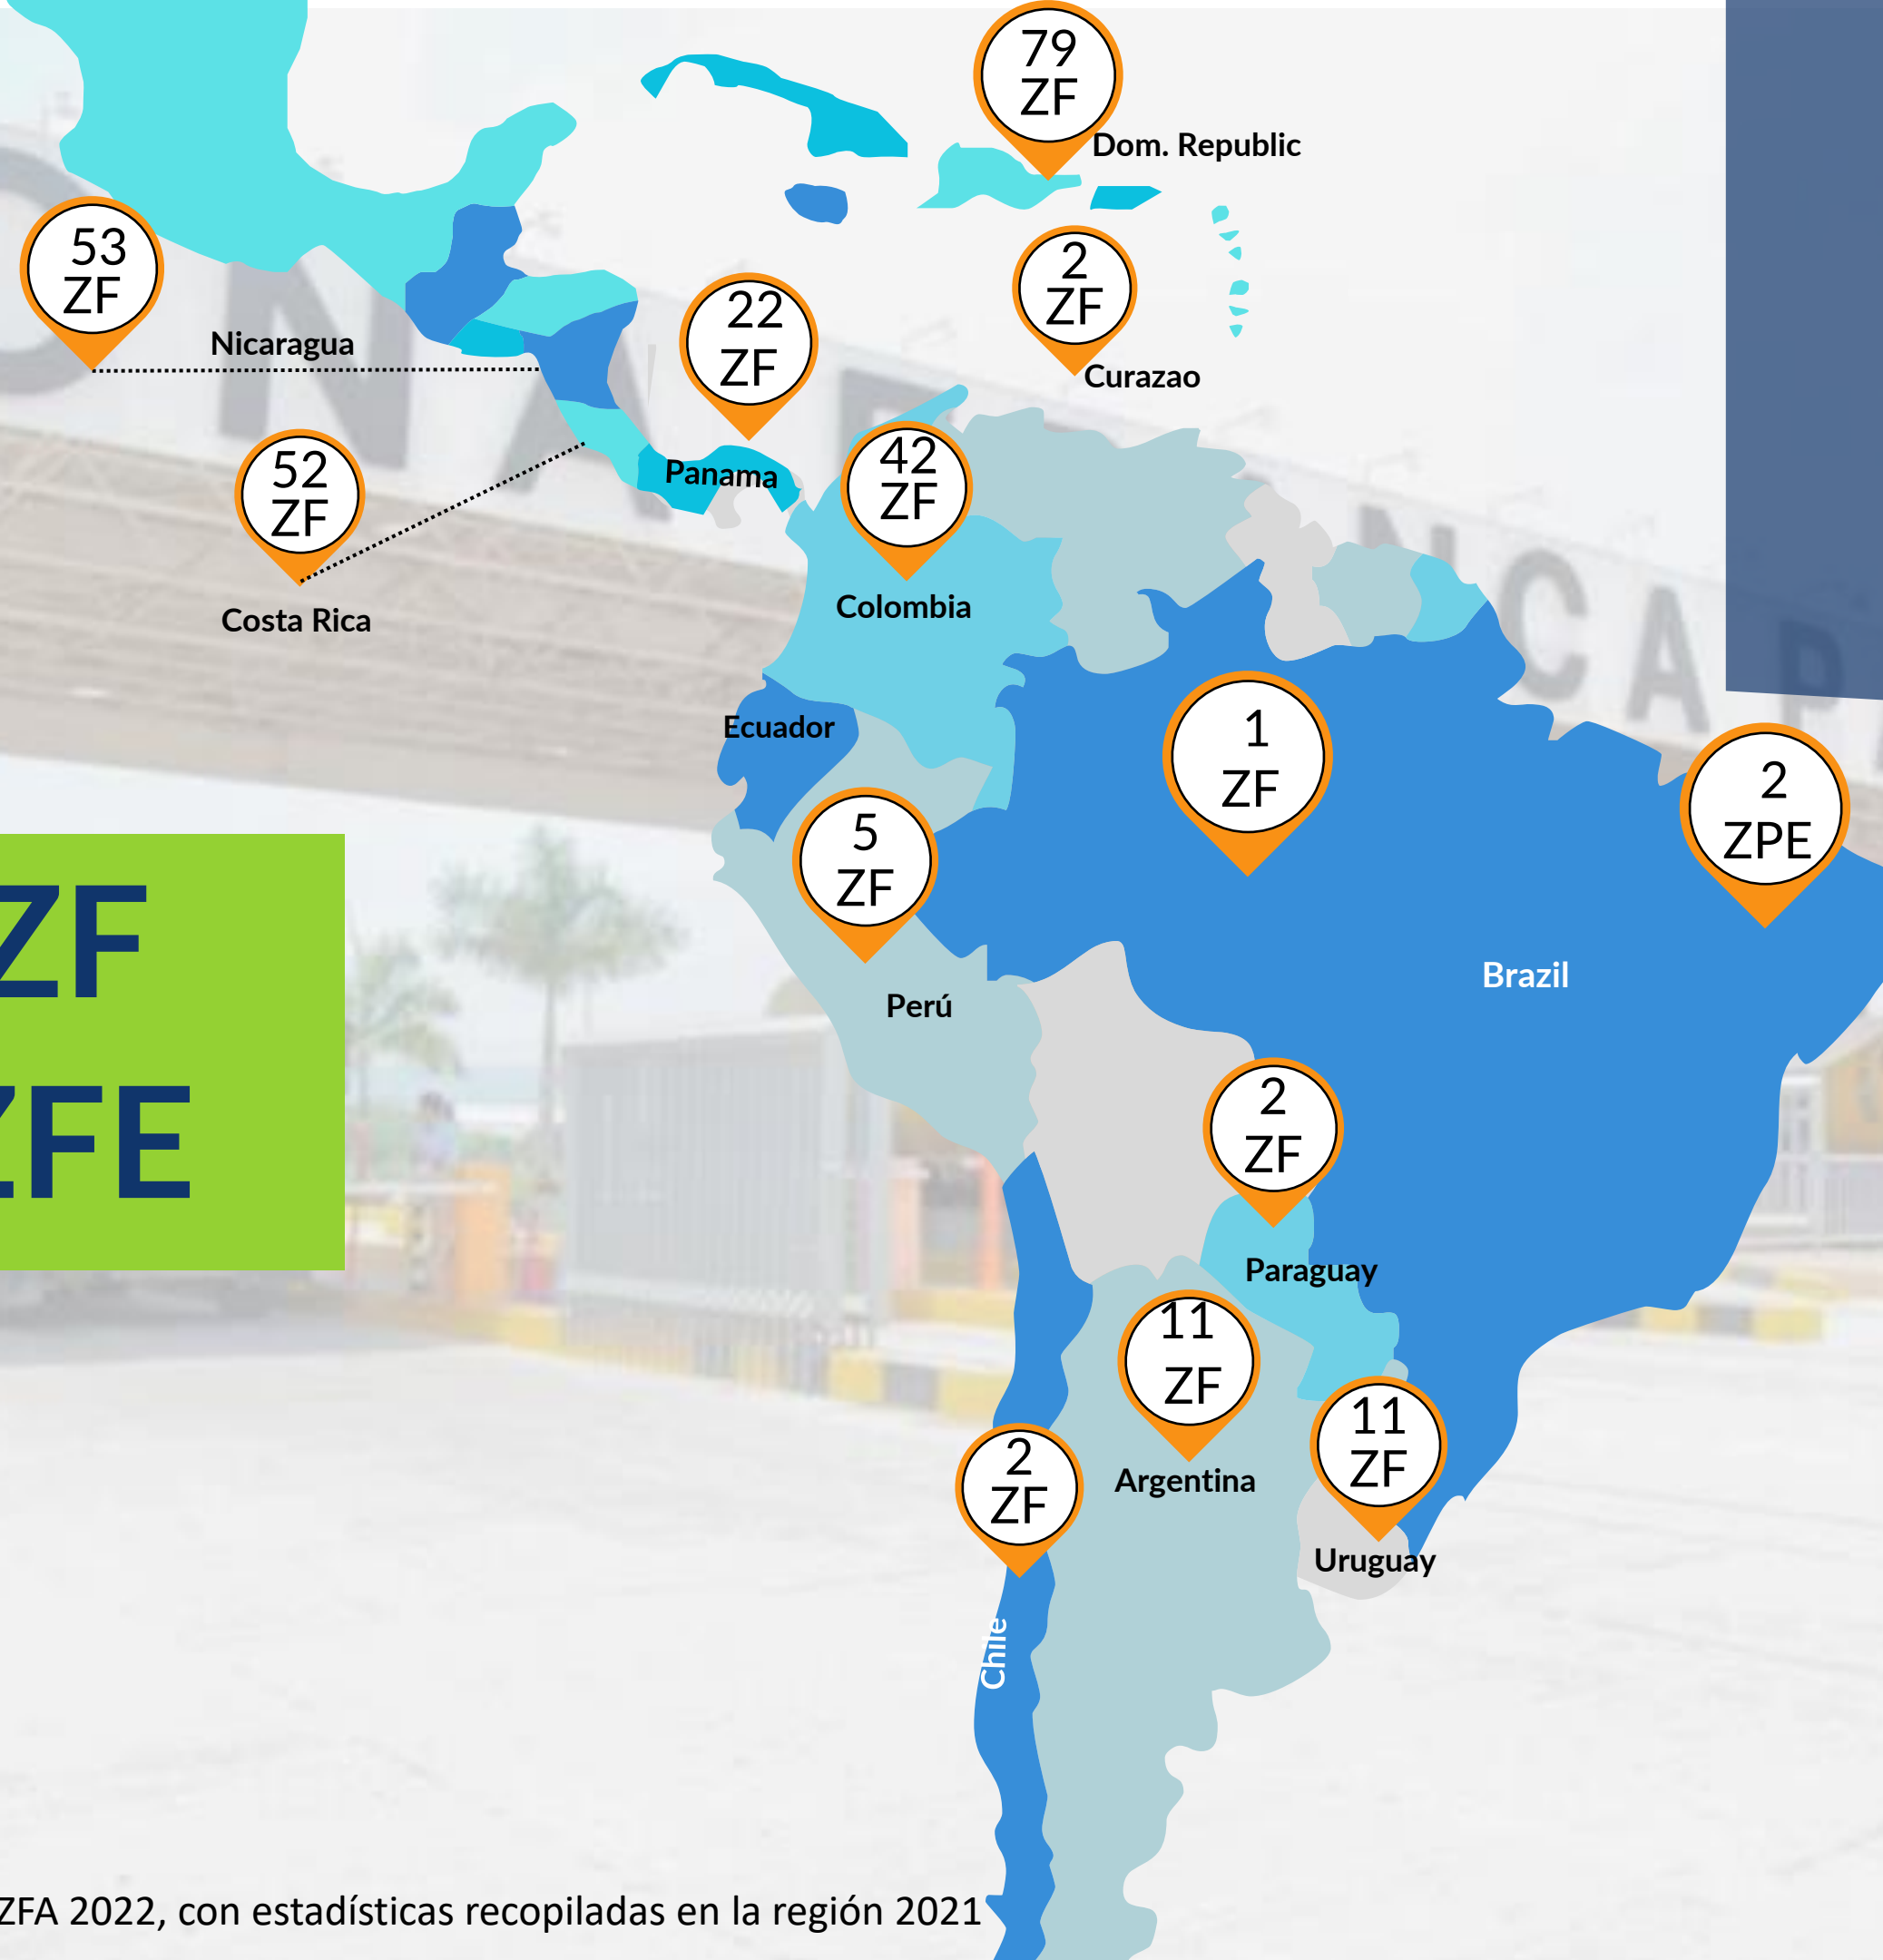 79
ZF
Dom. Republic
53
ZF
2
ZF
Curazao
Nicaragua
22
ZF
52
ZF
Panama
42
ZF
Costa Rica
Colombia
Ecuador
1
ZF
2
ZPE
5
ZF
ZF
Brazil
Perú
ZFE
2
ZF
Paraguay
11
ZF
11
ZF
2
ZF
Argentina
Uruguay
Chile
ZFA 2022, con estadísticas recopiladas en la región 2021